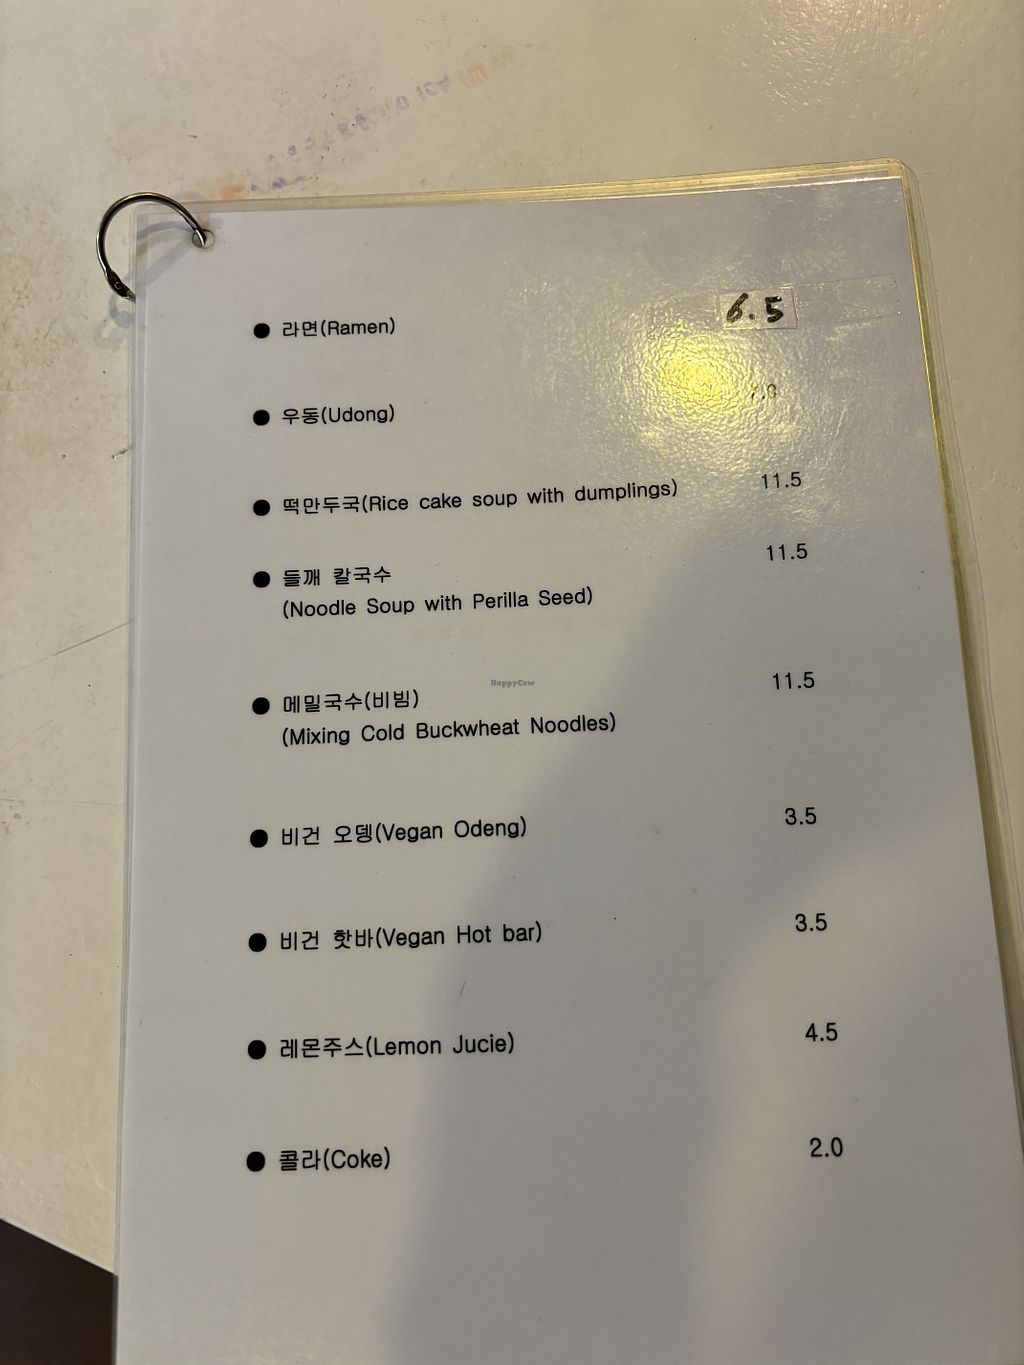 ● 라면(Ramen) 6.5
● 우동(Udong)
● 떡만두국(Rice cake soup with dumplings) 11.5
● 들깨 칼국수 11.5
(Noodle Soup with Perilla Seed)
HappyCow
● 메밀국수(비빔) 11.5
(Mixing Cold Buckwheat Noodles)
● 비건 오뎅(Vegan Odeng) 3.5
● 비건 핫바(Vegan Hot bar) 3.5
● 레몬주스(Lemon Jucie) 4.5
● 콜라(Coke) 2.0